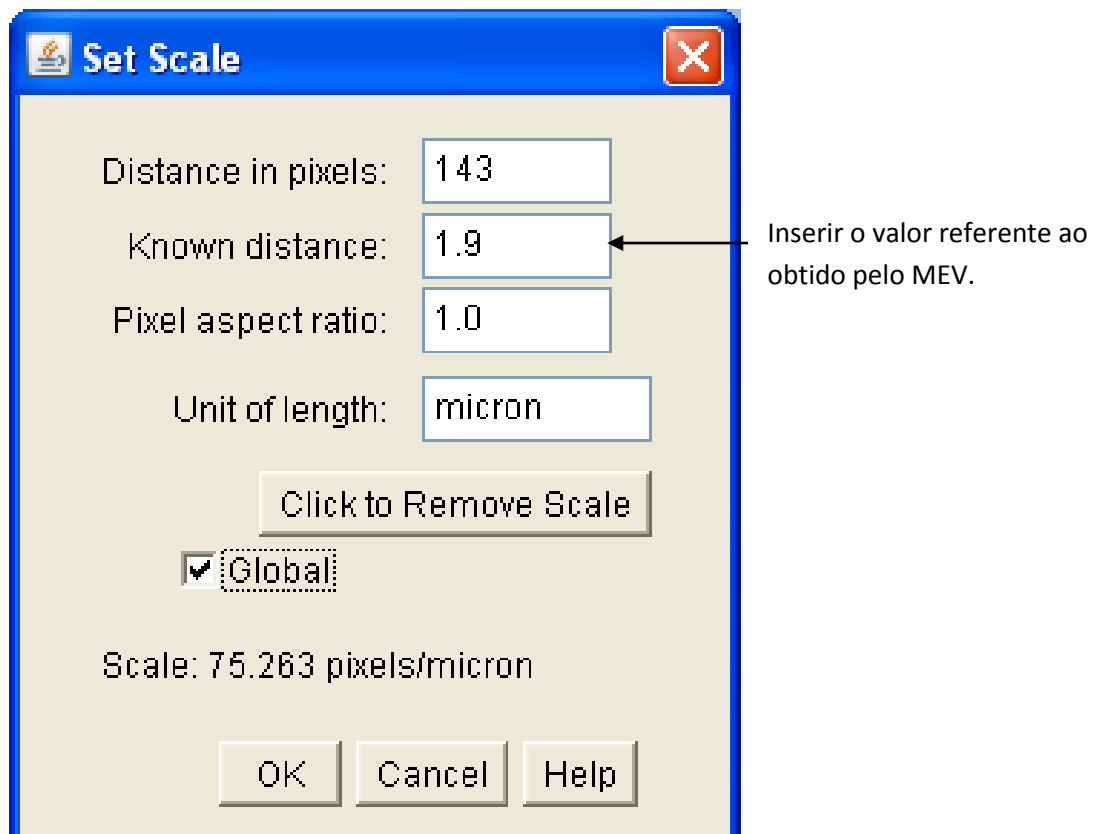 Set Scale
Distance in pixels: 143
Known distance: 1.9
Inserir o valor referente ao
obtido pelo MEV.
Pixel aspect ratio: 1.0
Unit of length: micron
Click to Remove Scale
Global
Scale: 75.263 pixels/micron
OK Cancel Help